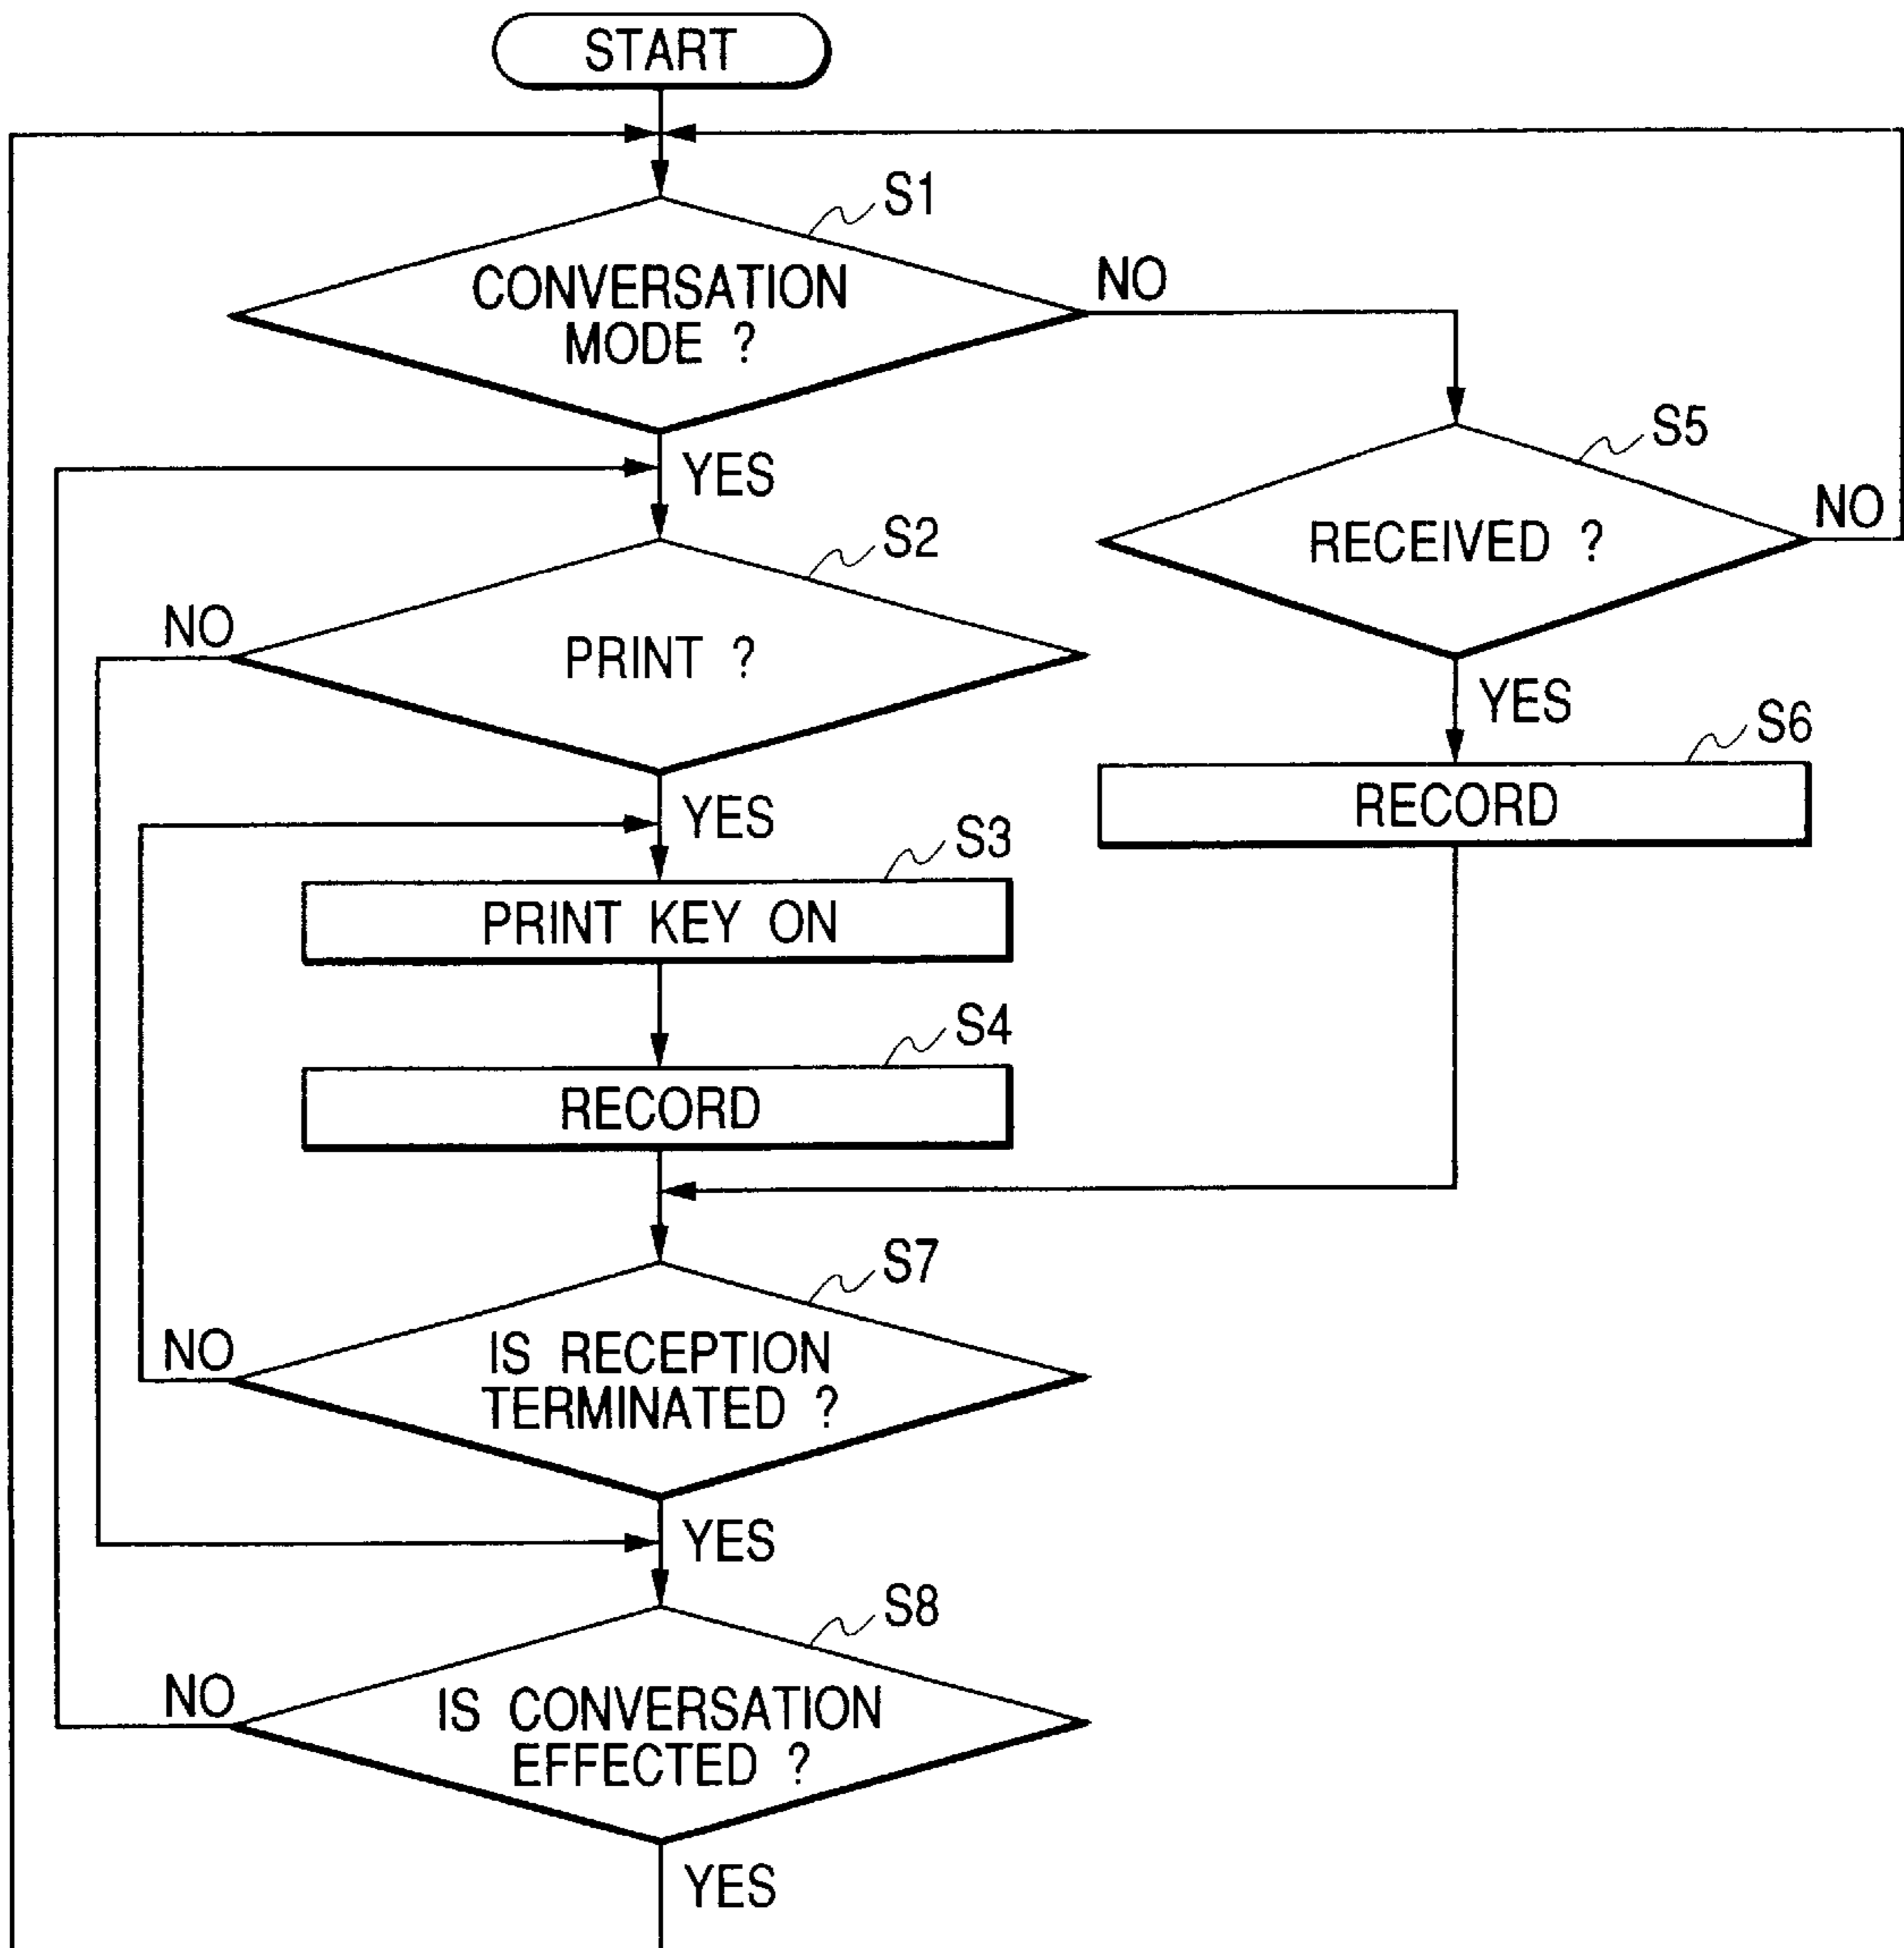 START
S1
CONVERSATION
MODE ?
NO
YES
S5
RECEIVED ?
NO
YES
S2
PRINT ?
NO
YES
S6
RECORD
S3
PRINT KEY ON
S4
RECORD
S7
IS RECEPTION
TERMINATED ?
NO
YES
S8
IS CONVERSATION
EFFECTED ?
NO
YES